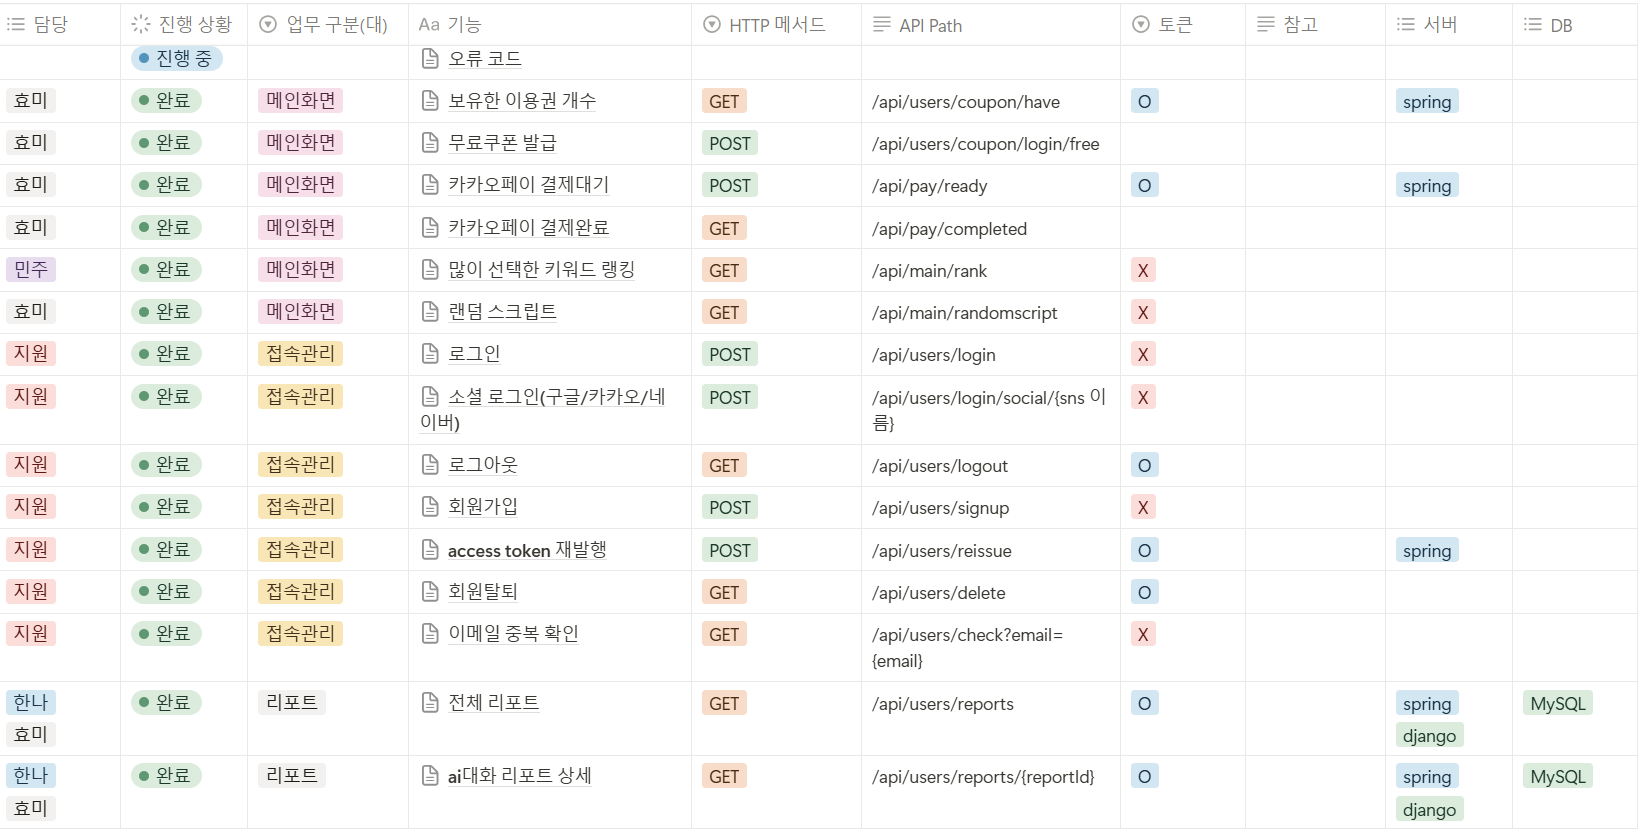 담당 진행 상황 업무 구분(대) Aa 기능 HTTP 메서드 API Path 토큰 참고 서버 DB
진행 중 오류 코드
효미 완료 메인화면 보유한 이용권 개수 GET /api/users/coupon/have O spring
효미 완료 메인화면 무료쿠폰 발급 POST /api/users/coupon/login/free
효미 완료 메인화면 카카오페이 결제대기 POST /api/pay/ready O spring
효미 완료 메인화면 카카오페이 결제완료 GET /api/pay/completed
민주 완료 메인화면 많이 선택한 키워드 랭킹 GET /api/main/rank X
효미 완료 메인화면 랜덤 스크립트 GET /api/main/randomscript X
지원 완료 접속관리 로그인 POST /api/users/login X
지원 완료 접속관리 소셜 로그인(구글/카카오/네 POST /api/users/login/social/{sns 이 X
이버) 름}
지원 완료 접속관리 로그아웃 GET /api/users/logout O
지원 완료 접속관리 회원가입 POST /api/users/signup X
지원 완료 접속관리 access token 재발행 POST /api/users/reissue O spring
지원 완료 접속관리 회원탈퇴 GET /api/users/delete O
지원 완료 접속관리 이메일 중복 확인 GET /api/users/check?email= X
{email}
한나 완료 리포트 전체 리포트 GET /api/users/reports O spring MySQL
효미 django
한나 완료 리포트 ai대화 리포트 상세 GET /api/users/reports/{reportId} O spring MySQL
효미 django